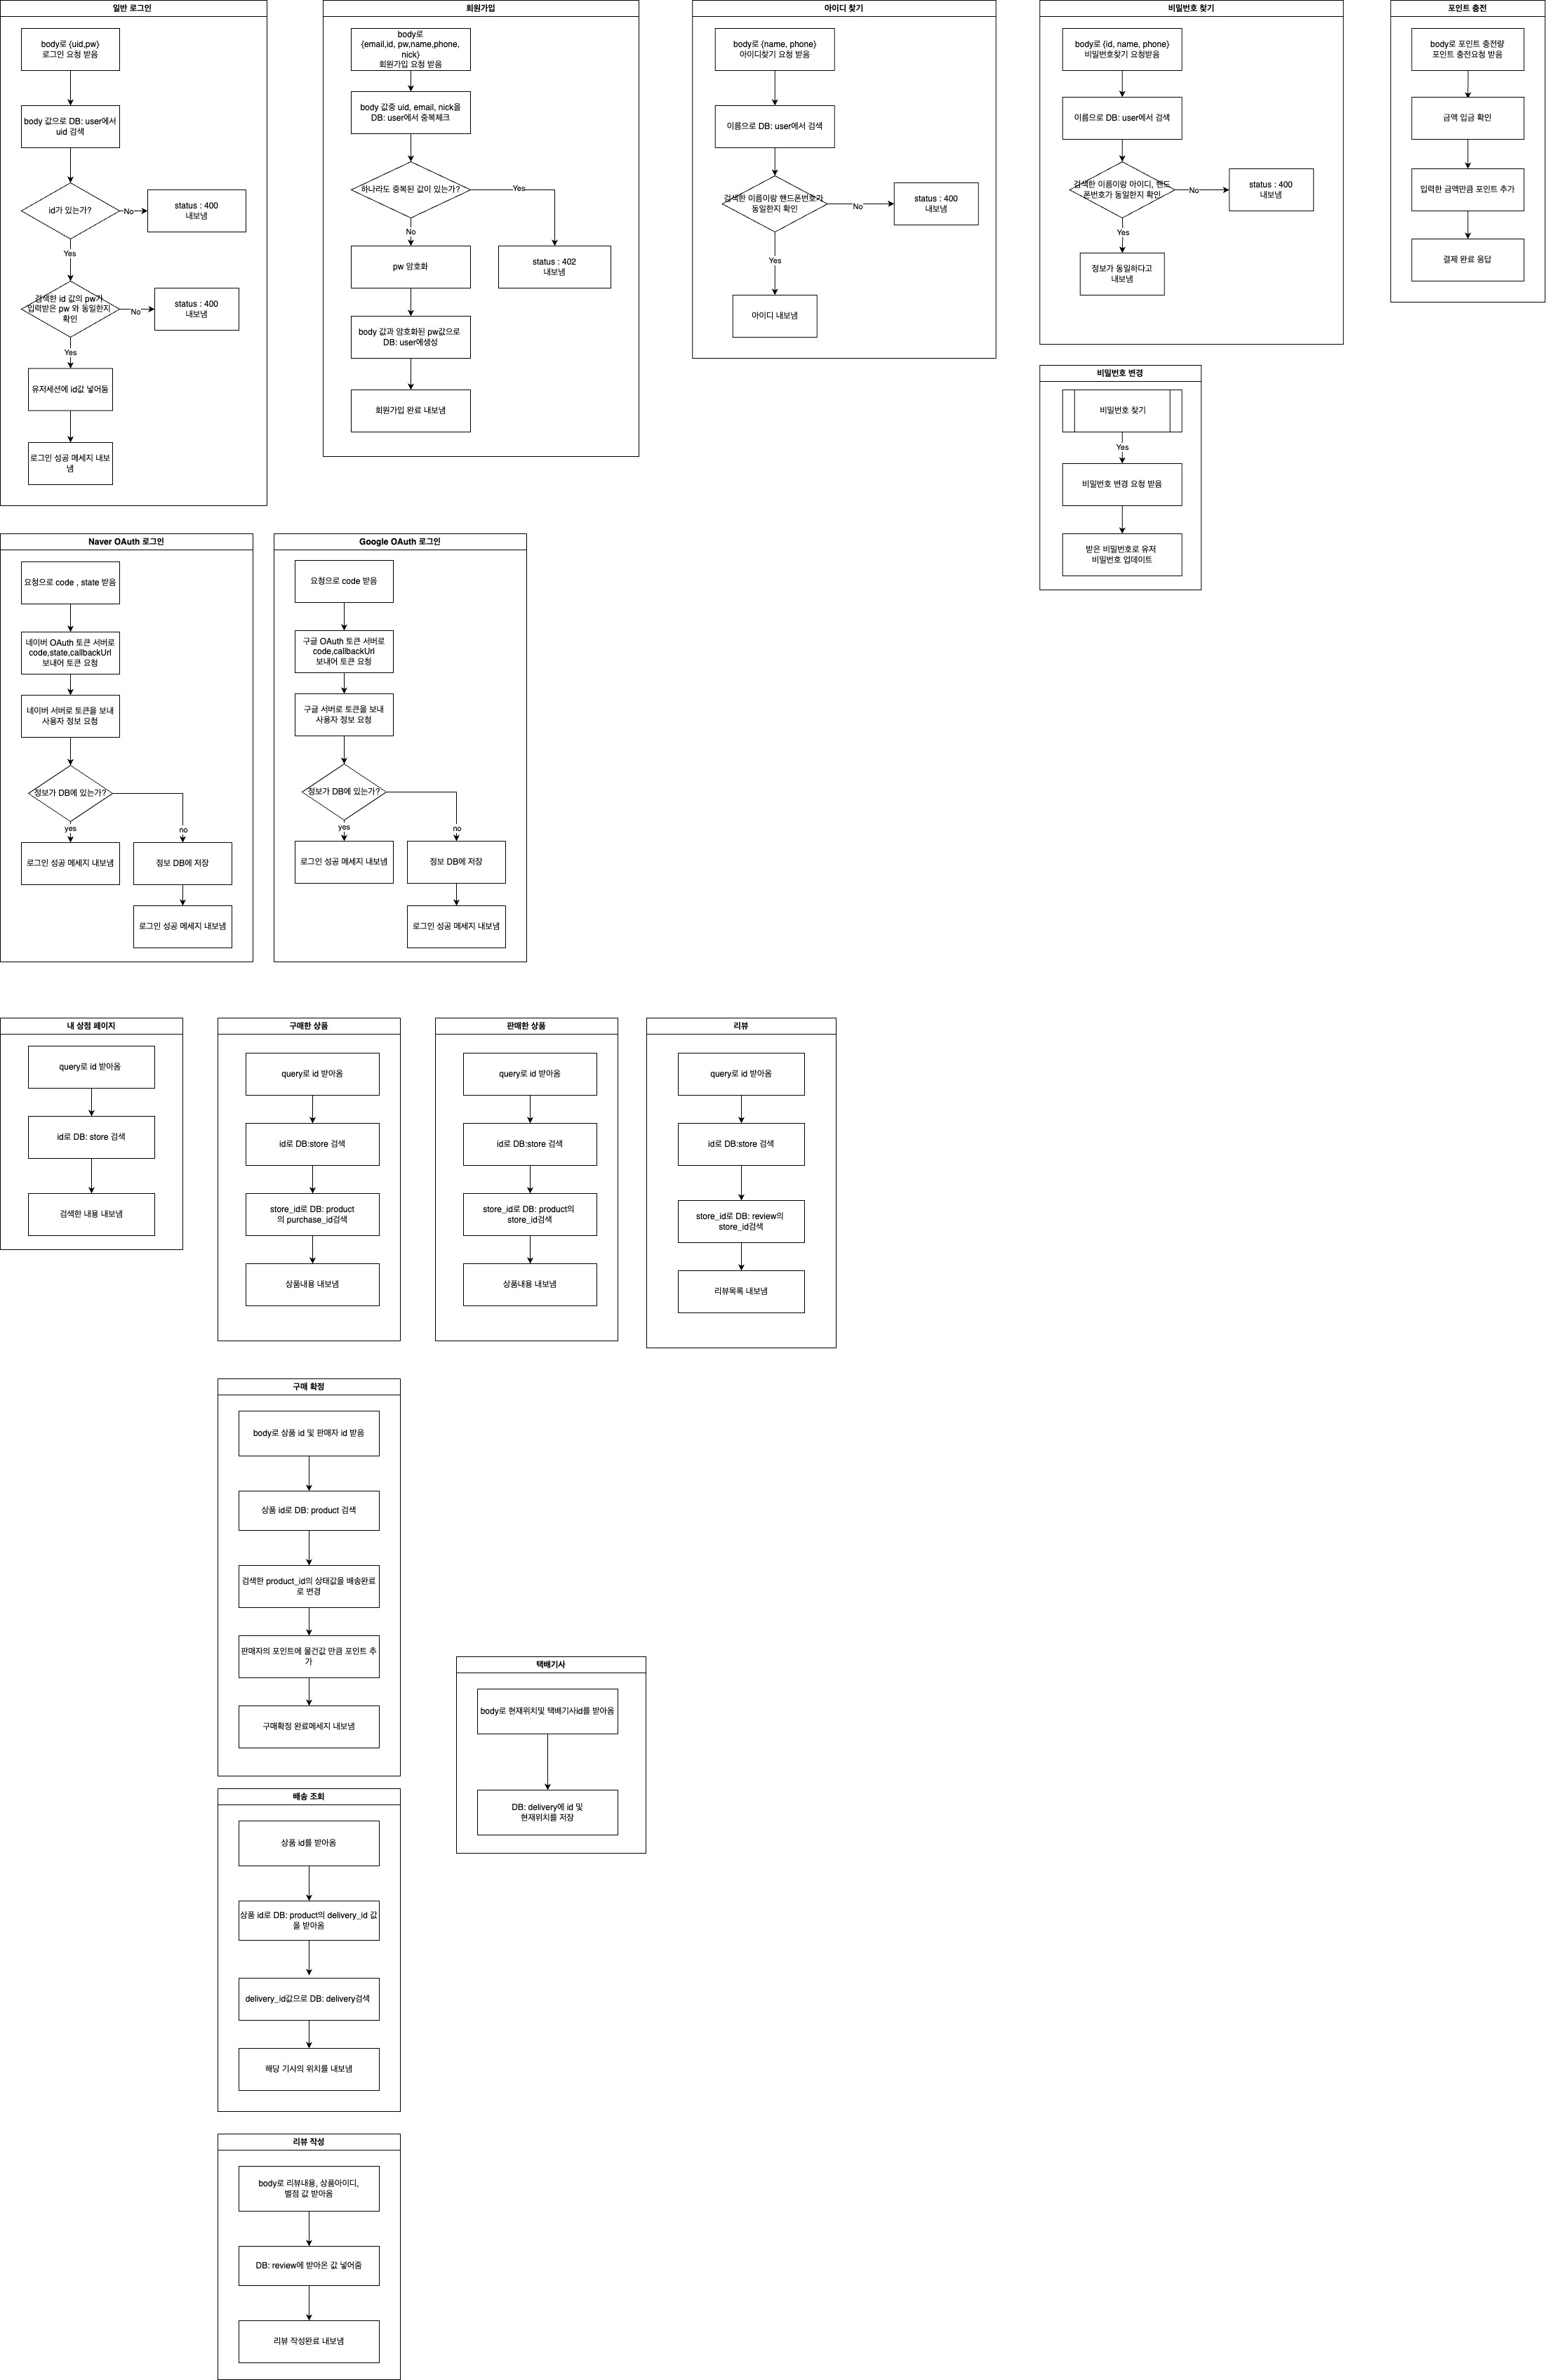 일반 로그인
body로 {uid,pw}
로그인 요청 받음
body 값으로 DB: user에서
uid 검색
id가 있는가?
No
status : 400
내보냄
Yes
검색한 id 값의 pw가
입력받은 pw 와 동일한지
확인
No
status : 400
내보냄
Yes
유저세션에 id값 넣어둠
로그인 성공 메세지 내보
냄
회원가입
body로
{email,id, pw,name,phone,
nick}
회원가입 요청 받음
body 값중 uid, email, nick을
DB: user에서 중복체크
하나라도 중복된 값이 있는가?
Yes
No
status : 402
내보냄
pw 암호화
body 값과 암호화된 pw값으로
DB: user에생성
회원가입 완료 내보냄
아이디 찾기
body로 {name, phone}
아이디찾기 요청 받음
이름으로 DB: user에서 검색
검색한 이름이랑 핸드폰번호가
동일한지 확인
No
status : 400
내보냄
Yes
아이디 내보냄
비밀번호 찾기
body로 {id, name, phone}
비밀번호찾기 요청받음
이름으로 DB: user에서 검색
검색한 이름이랑 아이디, 핸드
폰번호가 동일한지 확인
No
status : 400
내보냄
Yes
정보가 동일하다고
내보냄
포인트 충전
body로 포인트 충전량
포인트 충전요청 받음
금액 입금 확인
입력한 금액만큼 포인트 추가
결제 완료 응답
비밀번호 변경
비밀번호 찾기
Yes
비밀번호 변경 요청 받음
받은 비밀번호로 유저
비밀번호 업데이트
Naver OAuth 로그인
요청으로 code , state 받음
네이버 OAuth 토큰 서버로
code,state,callbackUrl
보내어 토큰 요청
네이버 서버로 토큰을 보내
사용자 정보 요청
정보가 DB에 있는가?
yes
no
로그인 성공 메세지 내보냄
정보 DB에 저장
로그인 성공 메세지 내보냄
Google OAuth 로그인
요청으로 code 받음
구글 OAuth 토큰 서버로
code,callbackUrl
보내어 토큰 요청
구글 서버로 토큰을 보내
사용자 정보 요청
정보가 DB에 있는가?
yes
no
로그인 성공 메세지 내보냄
정보 DB에 저장
로그인 성공 메세지 내보냄
내 상점 페이지
query로 id 받아옴
id로 DB: store 검색
검색한 내용 내보냄
구매한 상품
query로 id 받아옴
id로 DB:store 검색
store_id로 DB: product
의 purchase_id검색
상품내용 내보냄
판매한 상품
query로 id 받아옴
id로 DB:store 검색
store_id로 DB: product의
store_id검색
상품내용 내보냄
리뷰
query로 id 받아옴
id로 DB:store 검색
store_id로 DB: review의
store_id검색
리뷰목록 내보냄
구매 확정
body로 상품 id 및 판매자 id 받음
상품 id로 DB: product 검색
검색한 product_id의 상태값을 배송완료
로 변경
판매자의 포인트에 물건값 만큼 포인트 추
가
구매확정 완료메세지 내보냄
택배기사
body로 현재위치및 택배기사id를 받아옴
DB: delivery에 id 및
현재위치를 저장
배송 조회
상품 id를 받아옴
상품 id로 DB: product의 delivery_id 값
을 받아옴
delivery_id값으로 DB: delivery검색
해당 기사의 위치를 내보냄
리뷰 작성
body로 리뷰내용, 상품아이디,
별점 값 받아옴
DB: review에 받아온 값 넣어줌
리뷰 작성완료 내보냄